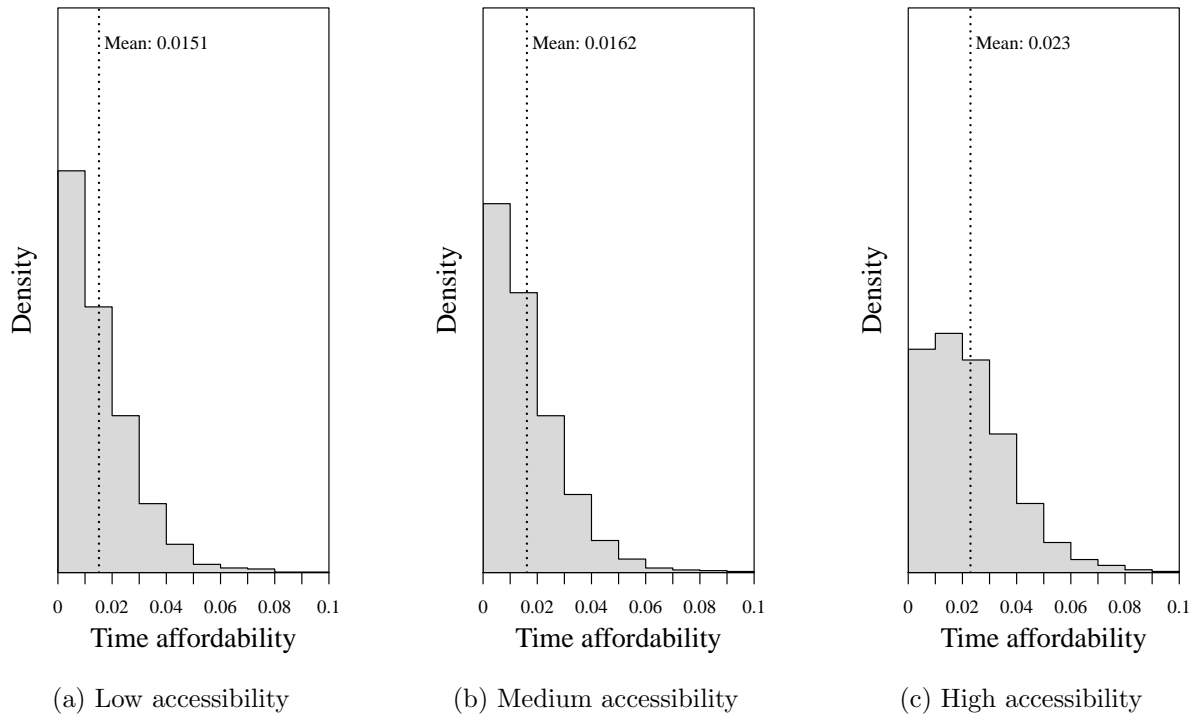 Mean: 0.0151
Density
0 0.02 0.04 0.06 0.08 0.1
Time affordability
(a) Low accessibility
Mean: 0.0162
Density
0 0.02 0.04 0.06 0.08 0.1
Time affordability
(b) Medium accessibility
Mean: 0.023
Density
0 0.02 0.04 0.06 0.08 0.1
Time affordability
(c) High accessibility